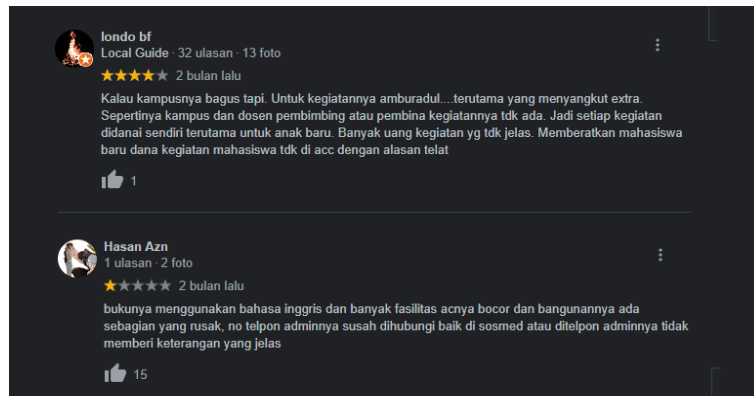 londo bf
Local Guide · 32 ulasan · 13 foto
2 bulan lalu
Kalau kampusnya bagus tapi. Untuk kegiatannya amburadul....terutama yang menyangkut extra.
Sepertinya kampus dan dosen pembimbing atau pembina kegiatannya tdk ada. Jadi setiap kegiatan
didanai sendiri terutama untuk anak baru. Banyak uang kegiatan yg tdk jelas. Memberatkan mahasiswa
baru dana kegiatan mahasiswa tdk di acc dengan alasan telat
1
Hasan Azn
1 ulasan · 2 foto
2 bulan lalu
bukunya menggunakan bahasa inggris dan banyak fasilitas acnya bocor dan bangunannya ada
sebagian yang rusak, no telpon adminnya susah dihubungi baik di sosmed atau ditelpon adminnya tidak
memberi keterangan yang jelas
15